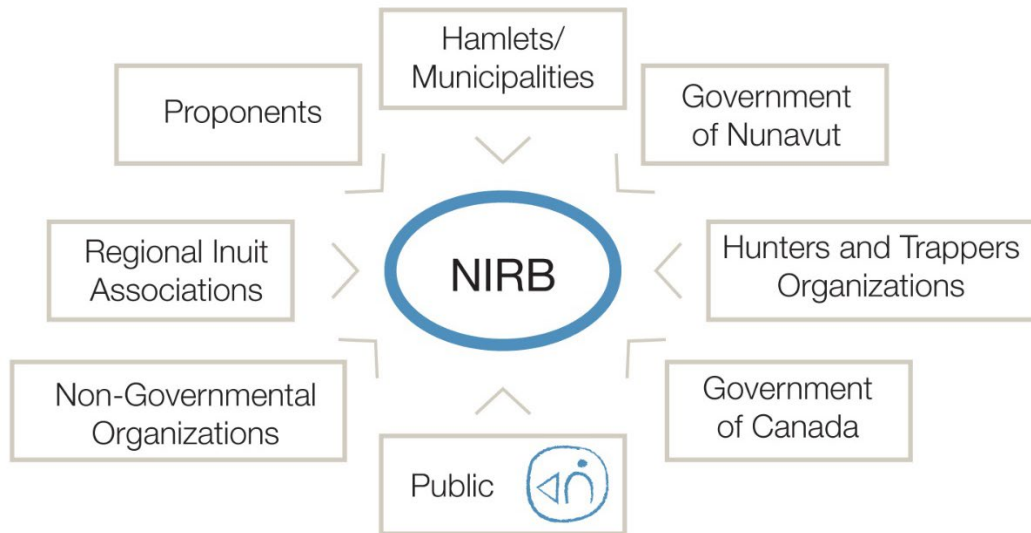 Hamlets/
Municipalities
Proponents
Government
of Nunavut
Regional Inuit
Associations
NIRB
Hunters and Trappers
Organizations
Non-Governmental
Organizations
Government
of Canada
Public